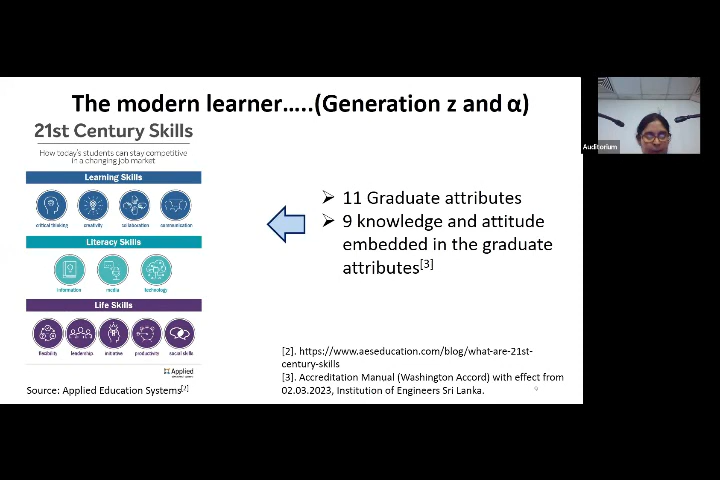 The modern learner…..(Generation z and α)
21st Century Skills
How today's students can stay competitive
in a changing job market
Learning Skills
critical thinking creativity collaboration communication
Literacy Skills
information media technology
Life Skills
flexibility leadership initiative productivity social skills
Applied
Source: Applied Education Systems[2]
➢ 11 Graduate attributes
➢ 9 knowledge and attitude
embedded in the graduate
attributes[3]
[2]. https://www.aeseducation.com/blog/what-are-21st-
century-skills
[3]. Accreditation Manual (Washington Accord) with effect from
02.03.2023, Institution of Engineers Sri Lanka.
9
Auditorium